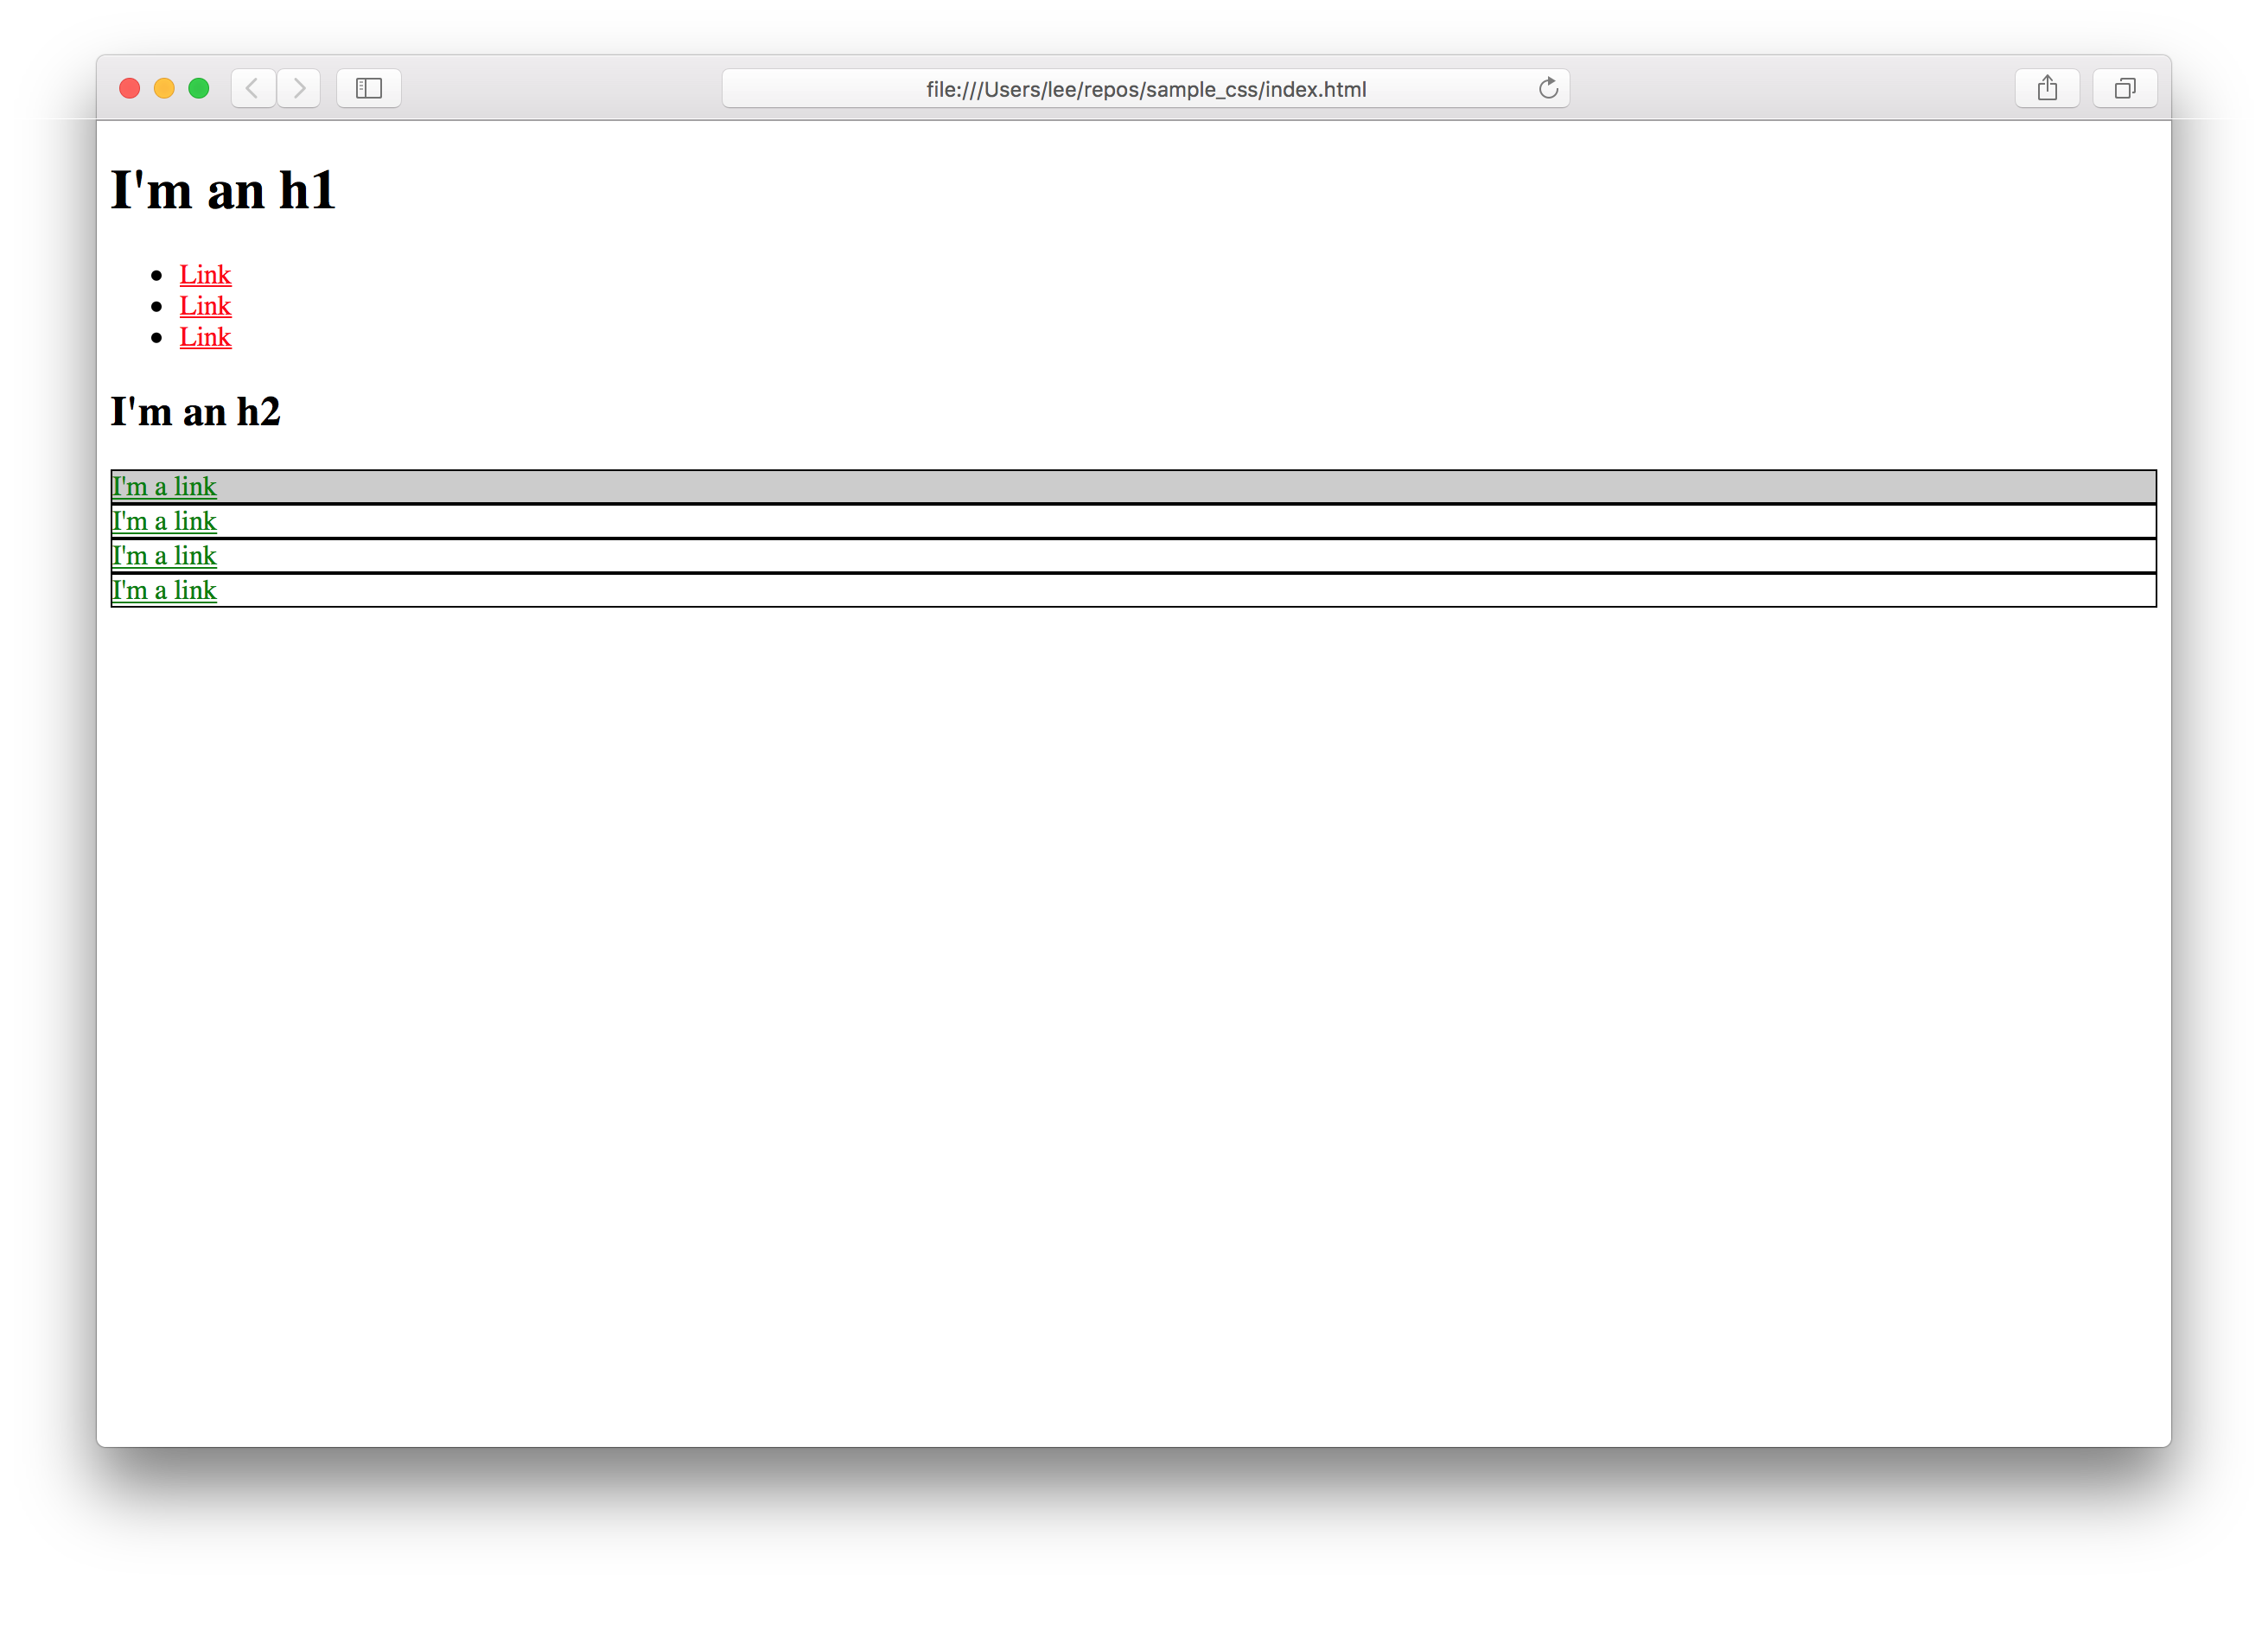 file:///Users/lee/repos/sample_css/index.html
I'm an h1
Link
Link
Link
I'm an h2
I'm a link
I'm a link
I'm a link
I'm a link